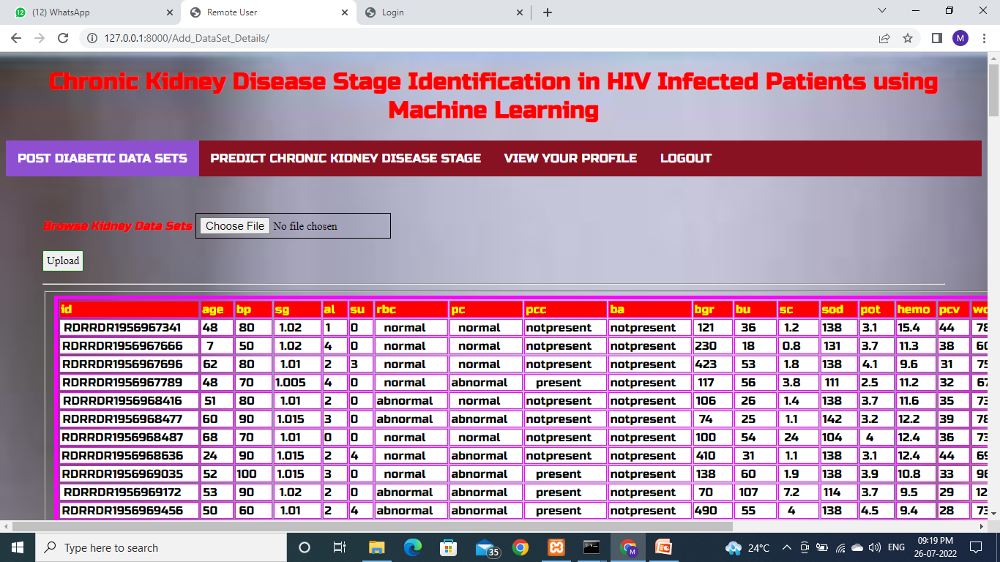 (12) WhatsApp
Remote User
Login
127.0.0.1:8000/Add_DataSet_Details/
M
Chronic Kidney Disease Stage Identification in HIV Infected Patients using
Machine Learning
POST DIABETIC DATA SETS PREDICT CHRONIC KIDNEY DISEASE STAGE VIEW YOUR PROFILE LOGOUT
Browse Kidney Data Sets Choose File No file chosen
Upload
id age bp sg al su rbc pc pcc ba bgr bu sc sod pot hemo pcv
RDRRDR1956967341 48 80 1.02 1 0 normal normal notpresent notpresent 121 36 1.2 138 3.1 15.4 44 78
RDRRDR1956967666 7 50 1.02 4 0 normal normal notpresent notpresent 230 18 0.8 131 3.7 11.3 38 60
RDRRDR1956967696 62 80 1.01 2 3 normal normal notpresent notpresent 423 53 1.8 138 4.1 9.6 31 75
RDRRDR1956967789 48 70 1.005 4 0 normal abnormal present notpresent 117 56 3.8 111 2.5 11.2 32 67
RDRRDR1956968416 51 80 1.01 2 0 abnormal normal notpresent notpresent 106 26 1.4 138 3.7 11.6 35 73
RDRRDR1956968477 60 90 1.015 3 0 abnormal abnormal notpresent notpresent 74 25 1.1 142 3.2 12.2 39 78
RDRRDR1956968487 68 70 1.01 0 0 normal normal notpresent notpresent 100 54 24 104 4 12.4 36 73
RDRRDR1956968636 24 90 1.015 2 4 normal abnormal notpresent notpresent 410 31 1.1 138 3.1 12.4 44 69
RDRRDR1956969035 52 100 1.015 3 0 normal abnormal present notpresent 138 60 1.9 138 3.9 10.8 33 96
RDRRDR1956969172 53 90 1.02 2 0 abnormal abnormal present notpresent 70 107 7.2 114 3.7 9.5 29 12
RDRRDR1956969456 50 60 1.01 2 4 abnormal abnormal present notpresent 490 55 4 138 4.5 9.4 28 73
Type here to search
35
24°C
ENG
09:19 PM
26-07-2022